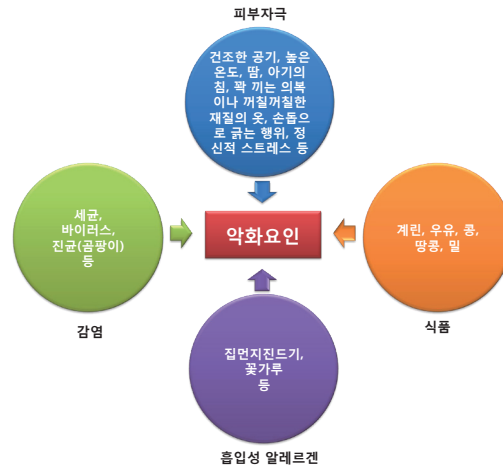 피부자극
건조한 공기, 높은
온도, 땀, 아기의
침, 꽉 끼는 의복
이나 꺼칠꺼칠한
재질의 옷, 손톱으
로 긁는 행위, 정
신적 스트레스 등
세균,
바이러스,
진균(곰팡이)
등
감염
악화요인
계린, 우유, 콩,
땅콩, 밀
식품
집먼지진드기,
꽃가루
등
흡입성 알레르겐